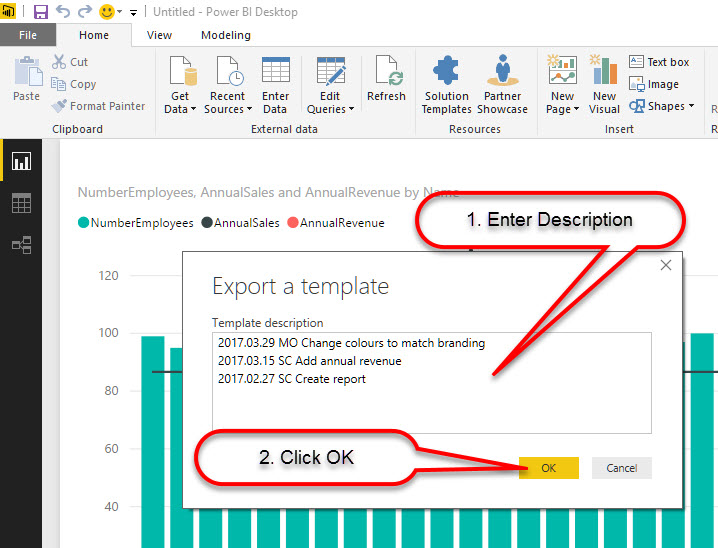 Untitled - Power BI Desktop
File Home View Modeling
Paste
Cut
Copy
Format Painter
Clipboard
Get Data
Recent Sources
Enter Data
Edit Queries
Refresh
External data
Solution Templates
Partner Showcase
Resources
New Page
New Visual
Text box
Image
Shapes
Insert
R
NumberEmployees, AnnualSales and AnnualRevenue by Name
NumberEmployees AnnualSales AnnualRevenue
1. Enter Description
120
100
80
60
40
Export a template
Template description
2017.03.29 MO Change colours to match branding
2017.03.15 SC Add annual revenue
2017.02.27 SC Create report
2. Click OK
OK Cancel